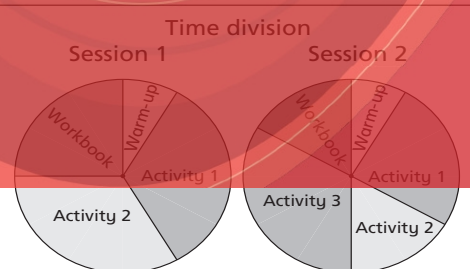 Time division
Session 1
Session 2
Warm-up
Workbook
Activity 1
Activity 2
Warm-up
Workbook
Activity 1
Activity 3
Activity 2